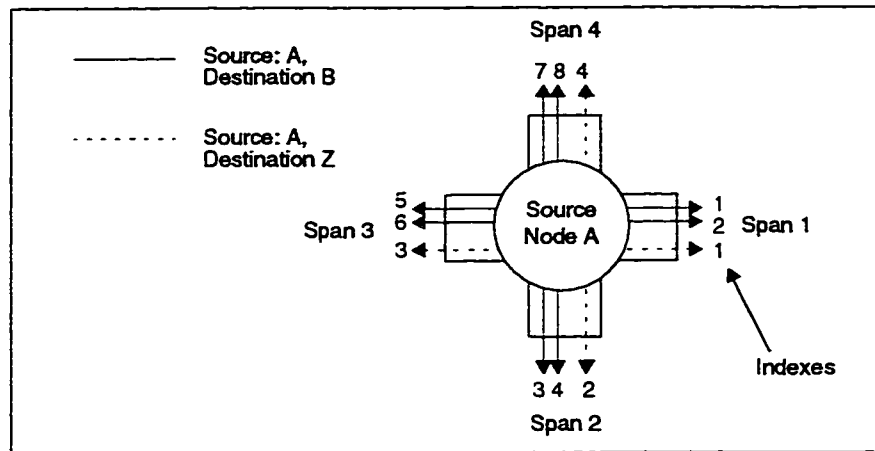 Span 4
Source: A,
Destination B
7 8 4
Source: A,
Destination Z
5
6
3
Span 3
Source
Node A
1
2
1
Span 1
Indexes
3 4 2
Span 2